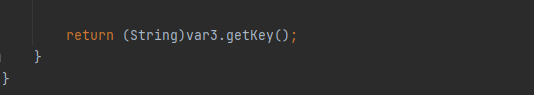 return (String)var3.getKey();
}
}